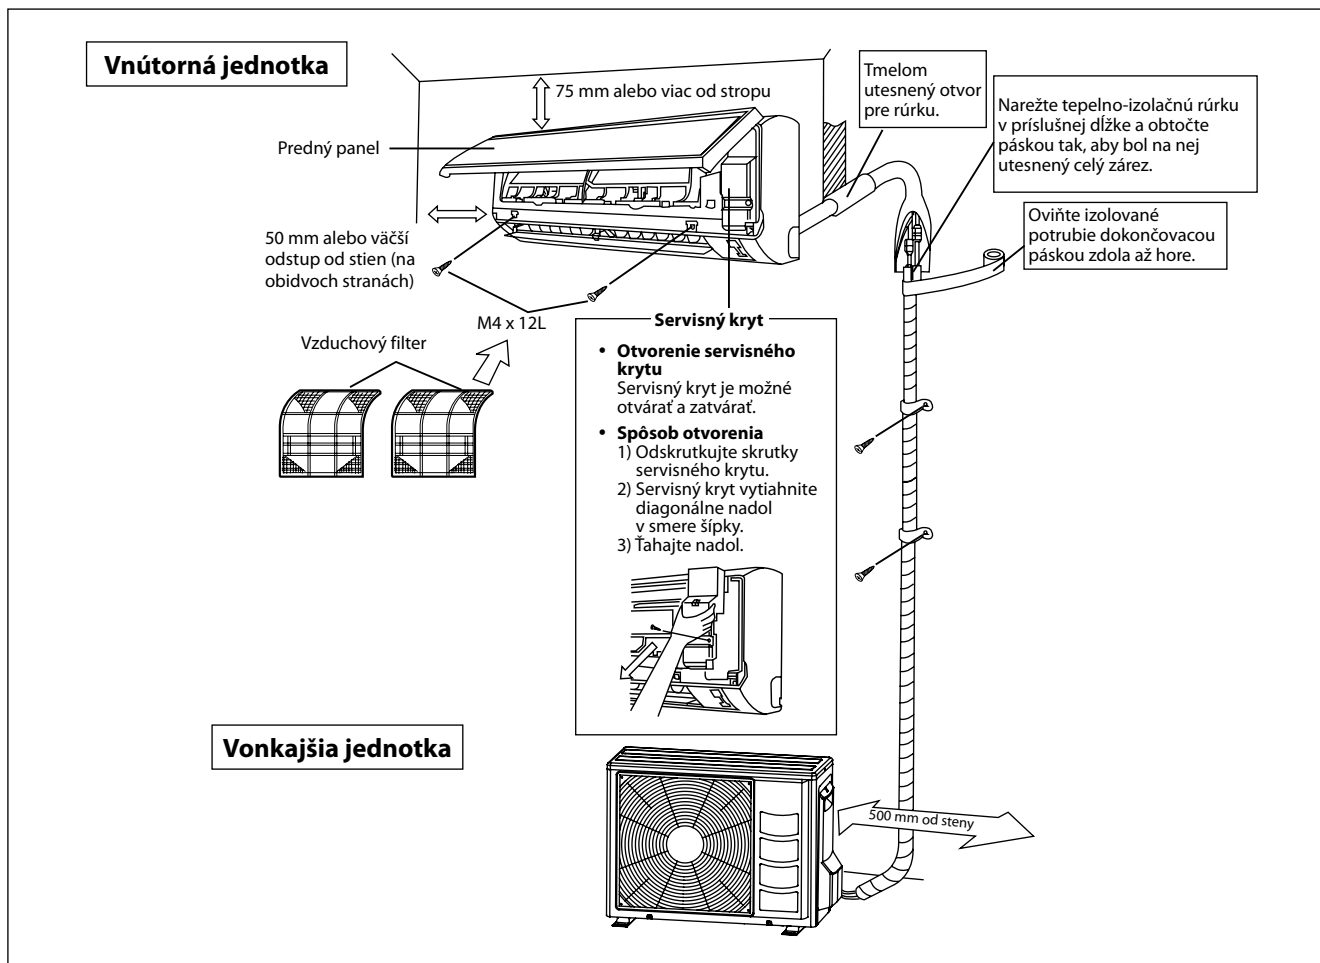 Vnútorná jednotka
75 mm alebo viac od stropu
Predný panel
Tmelom
utesnený otvor
pre rúrku.
Narežte tepelno-izolačnú rúrku
v príslušnej dĺžke a obtočte
páskou tak, aby bol na nej
utesnený celý zárez.
Oviňte izolované
potrubie dokončovacou
páskou zdola až hore.
50 mm alebo väčší
odstup od stien (na
obidvoch stranách)
M4 x 12L
Vzduchový filter
Servisný kryt
• Otvorenie servisného
krytu
Servisný kryt je možné
otvárať a zatvárať.
• Spôsob otvorenia
1) Odskrutkujte skrutky
servisného krytu.
2) Servisný kryt vytiahnite
diagonálne nadol
v smere šípky.
3) Ťahajte nadol.
Vonkajšia jednotka
500 mm od steny